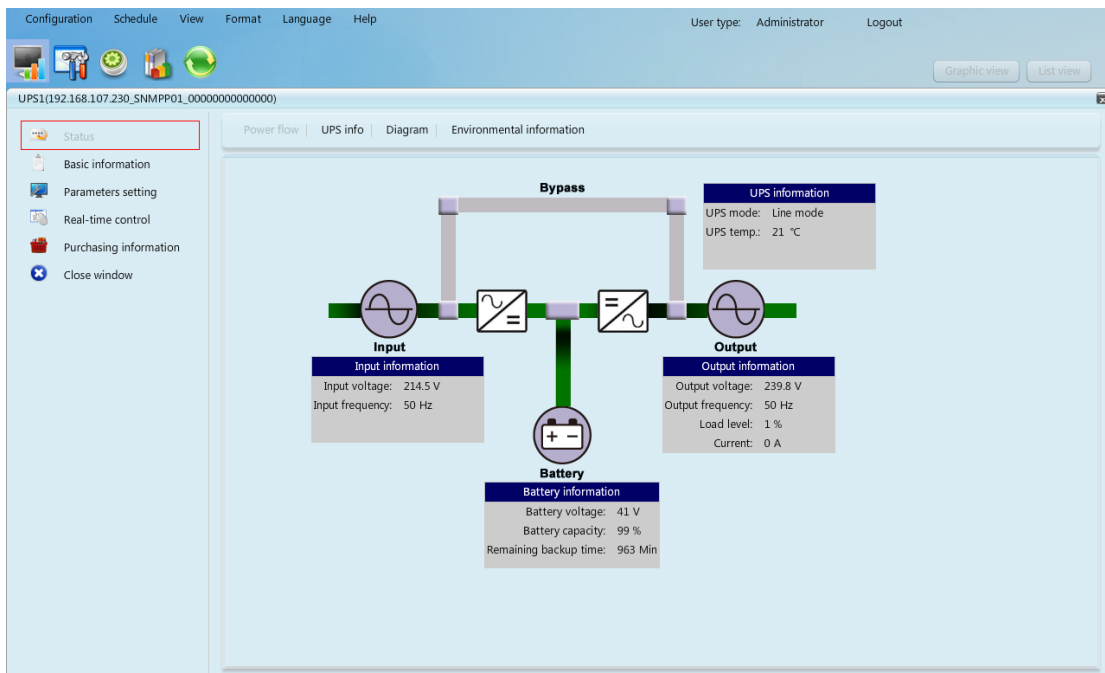 Configuration Schedule View Format Language Help User type: Administrator Logout
Graphic view List view
UPS1(192.168.107.230_SNMPP01_00000000000000)
Status
Basic information
Parameters setting
Real-time control
Purchasing information
Close window
Power flow UPS info Diagram Environmental information
Bypass
UPS information
UPS mode: Line mode
UPS temp.: 21 ℃
Input
Input information
Input voltage: 214.5 V
Input frequency: 50 Hz
Output
Output information
Output voltage: 239.8 V
Output frequency: 50 Hz
Load level: 1 %
Current: 0 A
Battery
Battery information
Battery voltage: 41 V
Battery capacity: 99 %
Remaining backup time: 963 Min